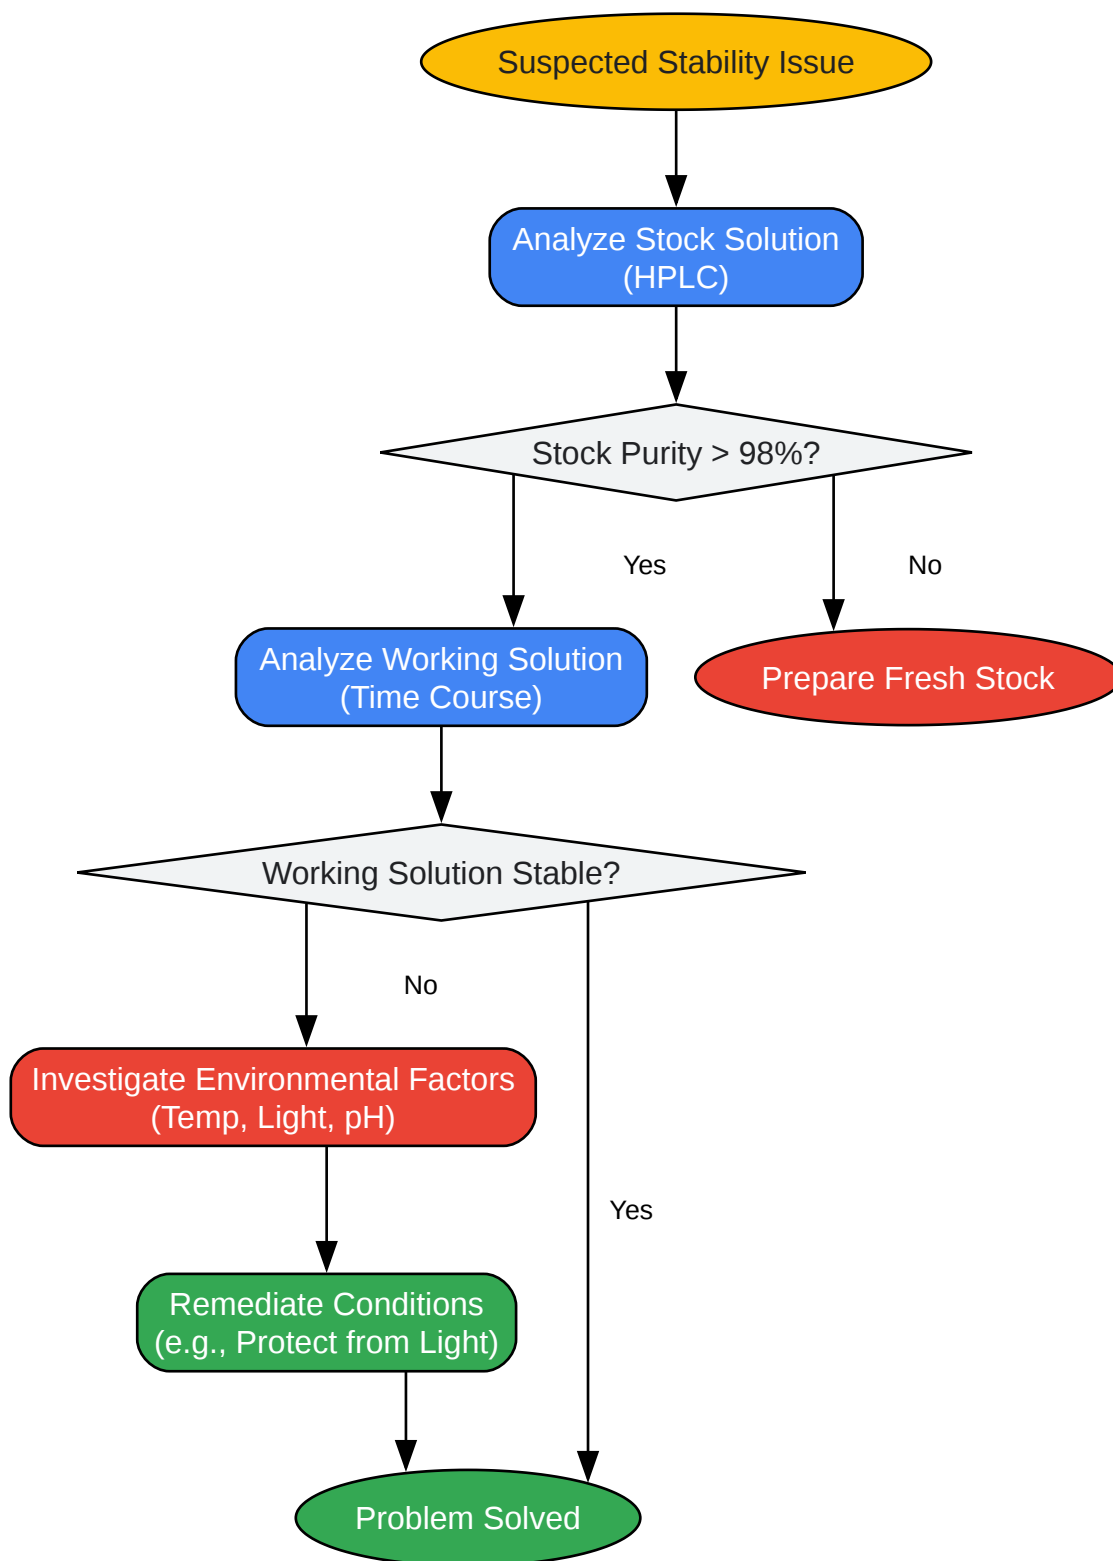 Suspected Stability Issue
Analyze Stock Solution
(HPLC)
Stock Purity > 98%?
Yes
No
Analyze Working Solution
(Time Course)
Prepare Fresh Stock
Working Solution Stable?
No
Investigate Environmental Factors
(Temp, Light, pH)
Yes
Remediate Conditions
(e.g., Protect from Light)
Problem Solved